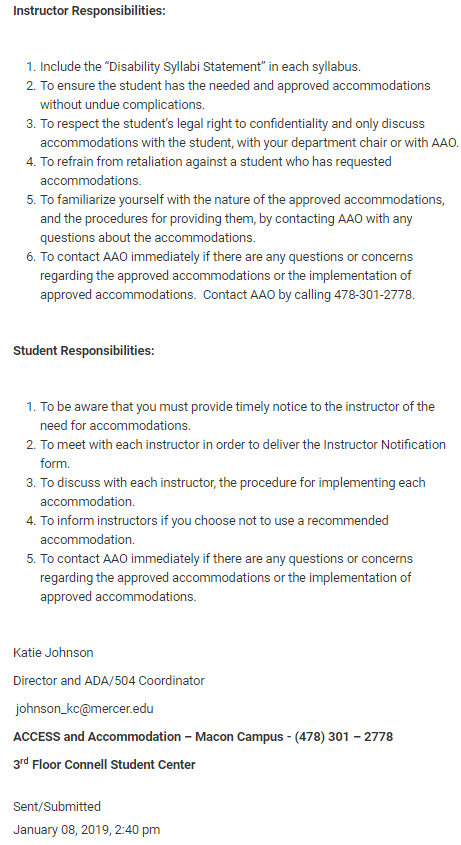 Instructor Responsibilities:
1. Include the “Disability Syllabi Statement” in each syllabus.
2. To ensure the student has the needed and approved accommodations
without undue complications.
3. To respect the student’s legal right to confidentiality and only discuss
accommodations with the student, with your department chair or with AAO.
4. To refrain from retaliation against a student who has requested
accommodations.
5. To familiarize yourself with the nature of the approved accommodations,
and the procedures for providing them, by contacting AAO with any
questions about the accommodations.
6. To contact AAO immediately if there are any questions or concerns
regarding the approved accommodations or the implementation of
approved accommodations.  Contact AAO by calling 478-301-2778.
Student Responsibilities:
1. To be aware that you must provide timely notice to the instructor of the
need for accommodations.
2. To meet with each instructor in order to deliver the Instructor Notification
form.
3. To discuss with each instructor, the procedure for implementing each
accommodation.
4. To inform instructors if you choose not to use a recommended
accommodation.
5. To contact AAO immediately if there are any questions or concerns
regarding the approved accommodations or the implementation of
approved accommodations.
Katie Johnson
Director and ADA/504 Coordinator
johnson_kc@mercer.edu
ACCESS and Accommodation – Macon Campus - (478) 301 – 2778
3rd Floor Connell Student Center
Sent/Submitted
January 08, 2019, 2:40 pm